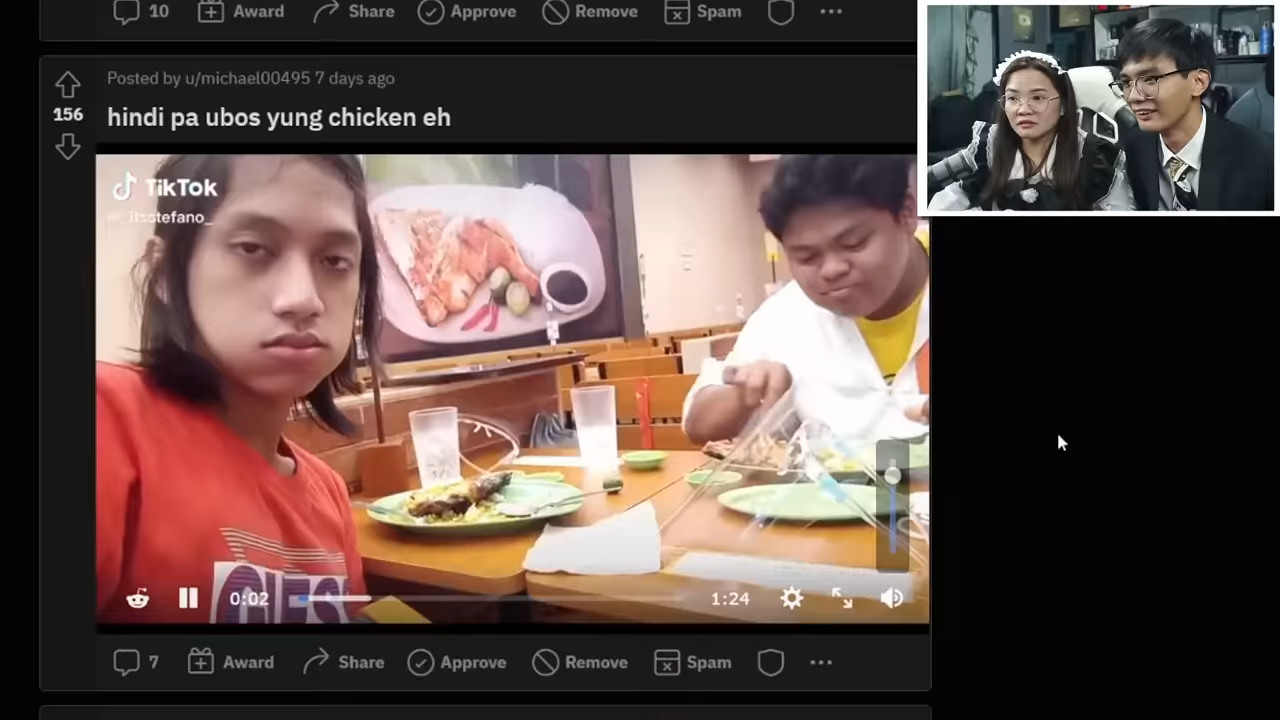 10 Award Share Approve Remove Spam
Posted by u/michael00495 7 days ago
156
hindi pa ubos yung chicken eh
TikTok
itsstefano_
0:02
1:24
7 Award Share Approve Remove Spam